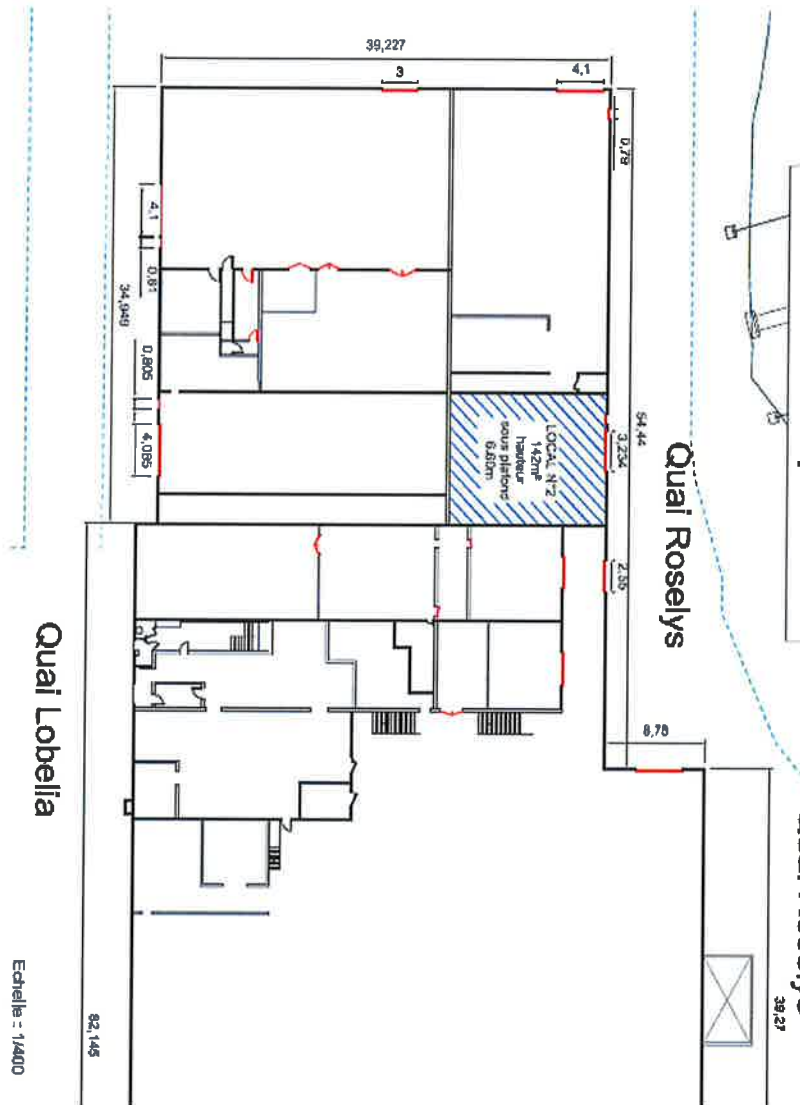 39,227
3
4,1
0,79
4,1
0,81
34,949
0,805
4,085
LOCAL N°2
142m²
hauteur
sous plafond
6.60m
54,44
3,234
2,55
Quai Roselys
8,78
39,27
Quai Lobelia
82,145
Echelle = 1/400